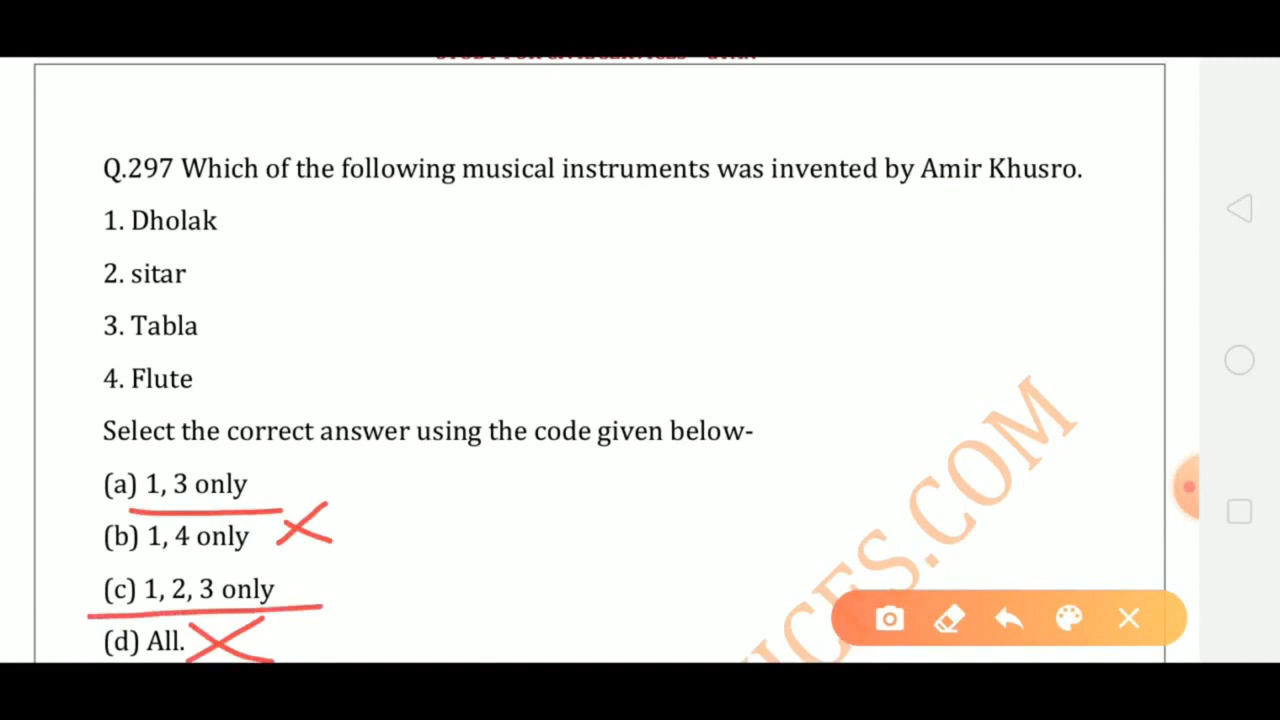 Q.297 Which of the following musical instruments was invented by Amir Khusro.
1. Dholak
2. sitar
3. Tabla
4. Flute
Select the correct answer using the code given below-
(a) 1, 3 only
(b) 1, 4 only
(c) 1, 2, 3 only
(d) All.